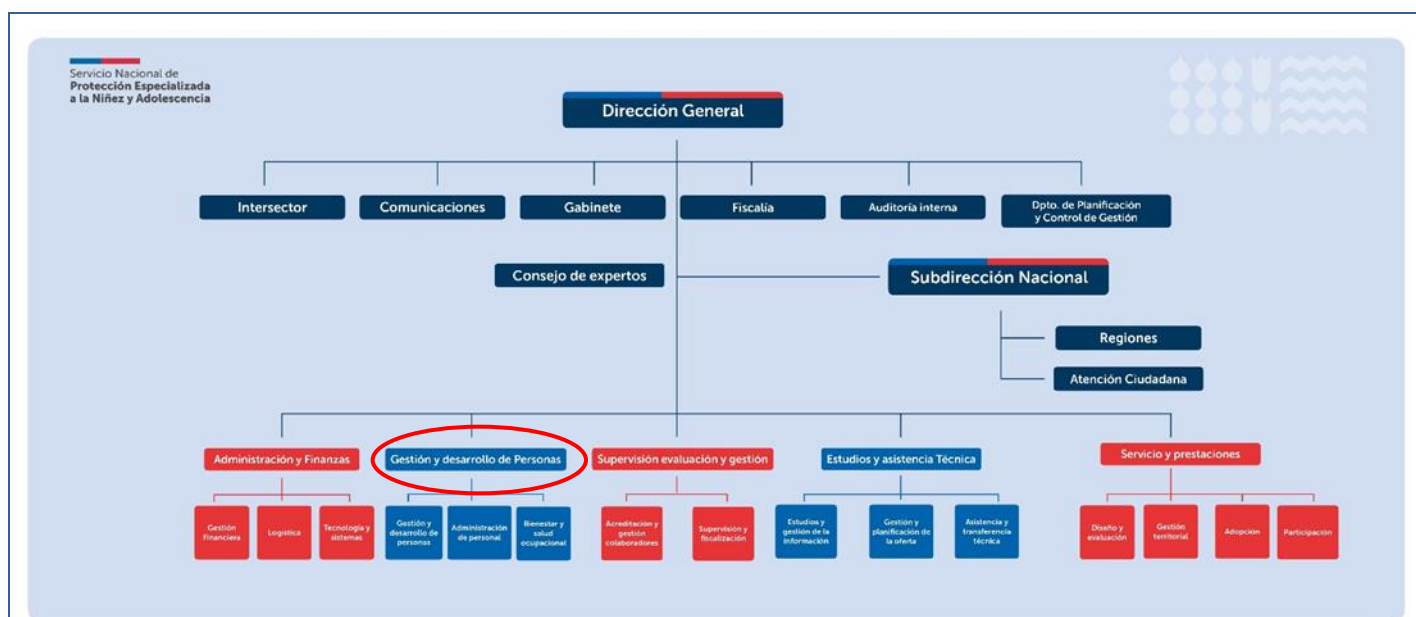 Servicio Nacional de
Protección Especializada
a la Niñez y Adolescencia
Dirección General
Intersector
Comunicaciones
Gabinete
Fiscalía
Auditoría interna
Dpto. de Planificación
y Control de Gestión
Consejo de expertos
Subdirección Nacional
Regiones
Atención Ciudadana
Administración y Finanzas
Gestión y desarrollo de Personas
Supervisión evaluación y gestión
Estudios y asistencia Técnica
Servicio y prestaciones
Gestión
Financiera
Logística
Tecnología y
sistemas
Gestión y
desarrollo de
personas
Administración
de personal
Bienestar y
salud
ocupacional
Acreditación y
gestión
colaboradores
Supervisión y
fiscalización
Estudios y
gestión de la
información
Gestión y
planificación de
la oferta
Asistencia y
transferencia
técnica
Diseño y
evaluación
Gestión
territorial
Adopción
Participación